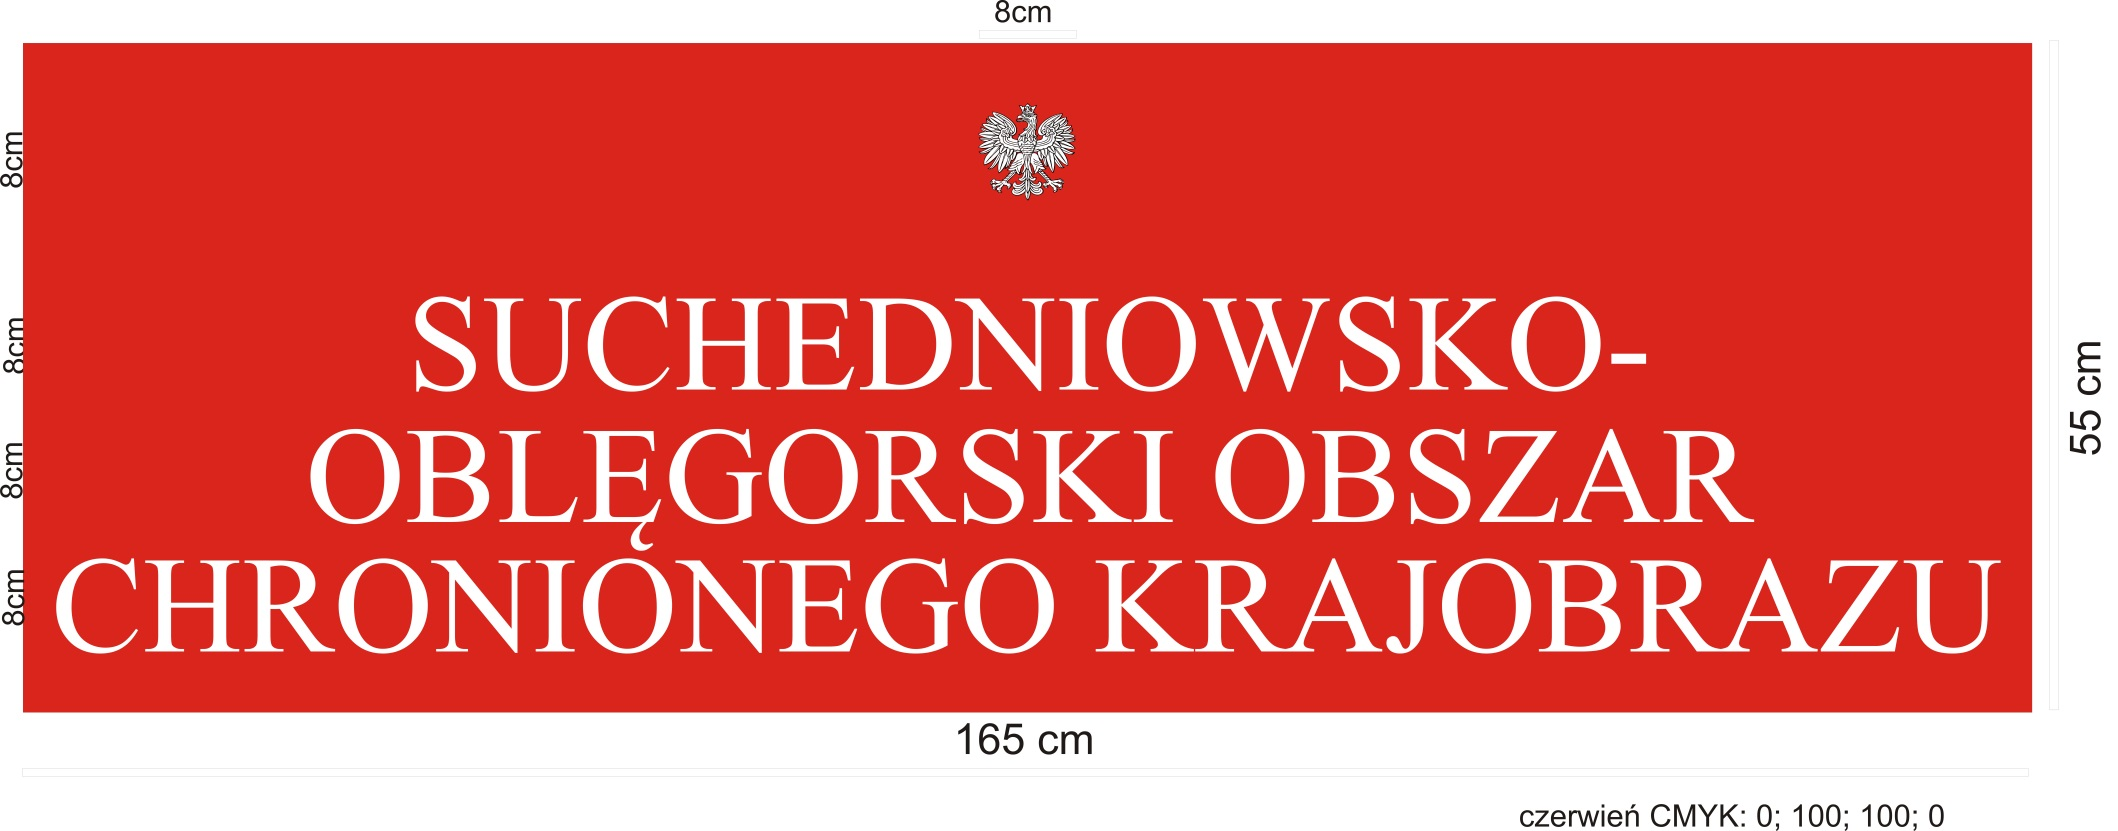 8cm
8cm
SUCHEDNIOWSKO-
8cm
OBLĘGORSKI OBSZAR
8cm
CHRONIONEGO KRAJOBRAZU
8cm
55 cm
165 cm
czerwień CMYK: 0; 100; 100; 0